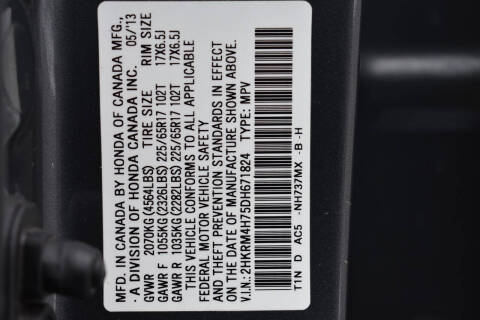 MFD. IN CANADA BY HONDA OF CANADA MFG.,
- A DIVISION OF HONDA CANADA INC. 05/13
GVWR 2070KG(4564LBS) TIRE SIZE RIM SIZE
GAWR F 1055KG(2326LBS) 225/65R17 102T 17X6.5J
GAWR R 1035KG(2282LBS) 225/65R17 102T 17X6.5J
THIS VEHICLE CONFORMS TO ALL APPLICABLE
FEDERAL MOTOR VEHICLE SAFETY
AND THEFT PREVENTION STANDARDS IN EFFECT
ON THE DATE OF MANUFACTURE SHOWN ABOVE.
V.I.N.: 2HKRM4H75DH671824 TYPE: MPV
T1N D AC5 -NH737MX -B -H